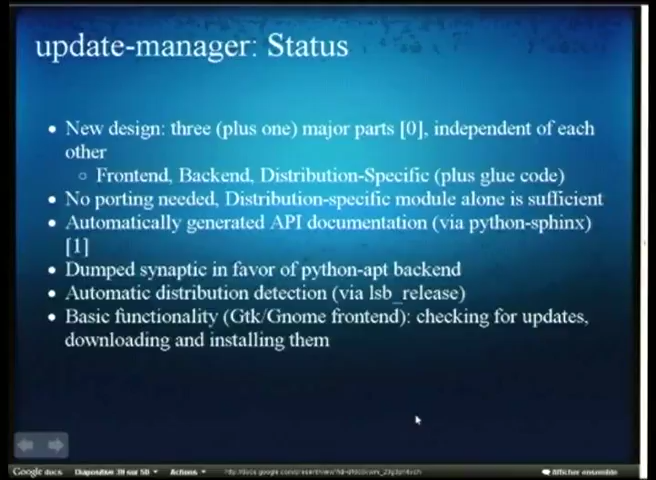 update-manager: Status
• New design: three (plus one) major parts [0], independent of each
other
○ Frontend, Backend, Distribution-Specific (plus glue code)
• No porting needed, Distribution-specific module alone is sufficient
• Automatically generated API documentation (via python-sphinx)
[1]
• Dumped synaptic in favor of python-apt backend
• Automatic distribution detection (via lsb_release)
• Basic functionality (Gtk/Gnome frontend): checking for updates,
downloading and installing them
Google docs Diapositive 39 sur 50 Actions Afficher ensemble